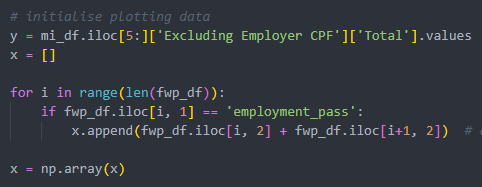 # initialise plotting data
y = mi_df.iloc[5:]['Excluding Employer CPF']['Total'].values
x = []
for i in range(len(fwp_df)):
if fwp_df.iloc[i, 1] == 'employment_pass':
x.append(fwp_df.iloc[i, 2] + fwp_df.iloc[i+1, 2]) #
x = np.array(x)